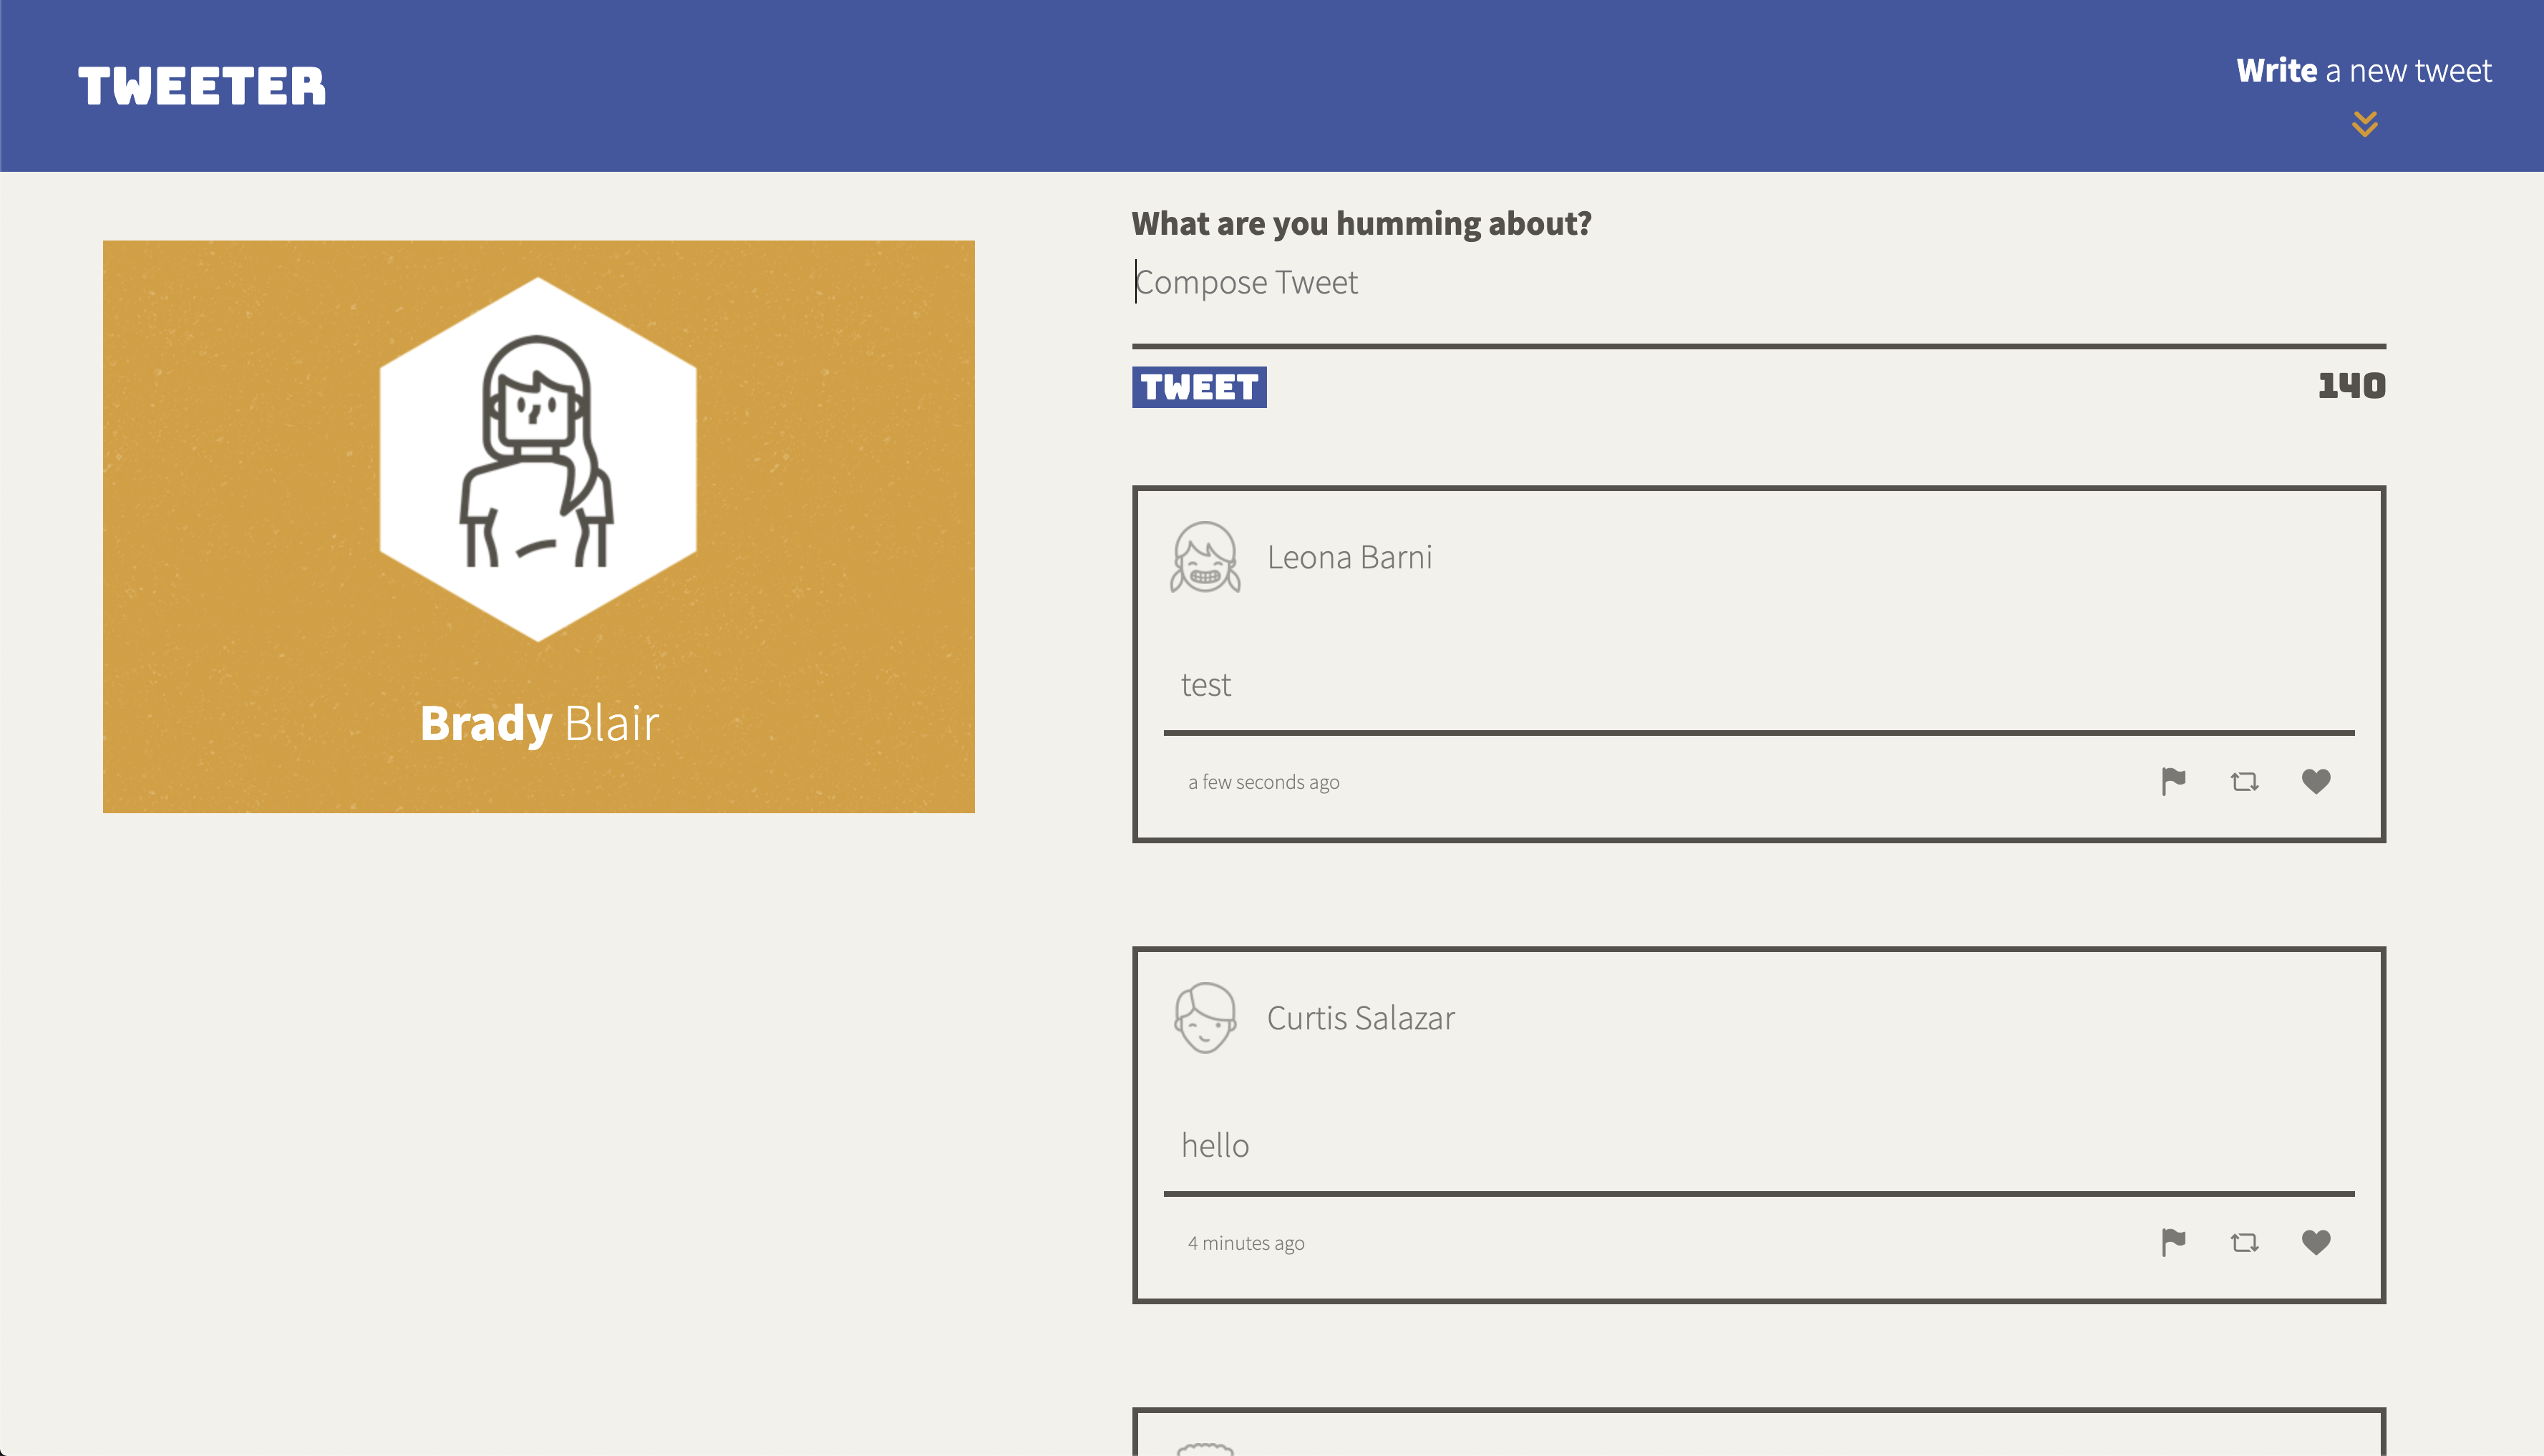 TWEETER
Write a new tweet
Brady Blair
What are you humming about?
Compose Tweet
TWEET
140
Leona Barni
test
a few seconds ago
Curtis Salazar
hello
4 minutes ago